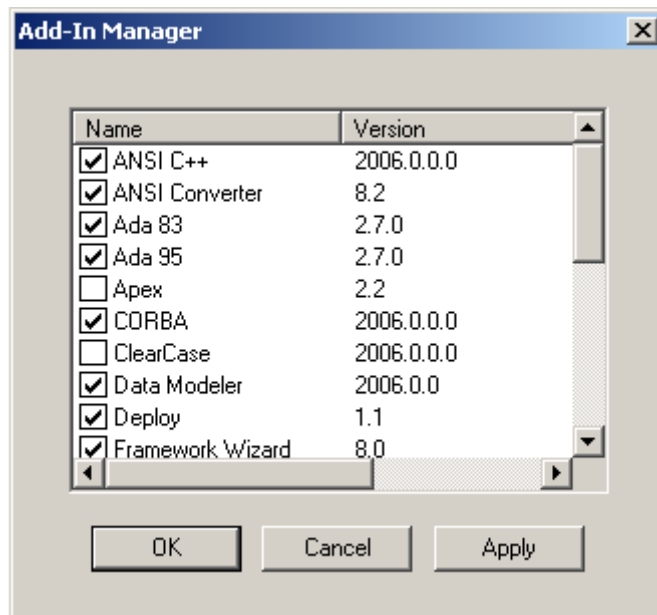 Add-In Manager
Name Version
ANSI C++ 2006.0.0.0
ANSI Converter 8.2
Ada 83 2.7.0
Ada 95 2.7.0
Apex 2.2
CORBA 2006.0.0.0
ClearCase 2006.0.0.0
Data Modeler 2006.0.0
Deploy 1.1
Framework Wizard 8.0
OK Cancel Apply